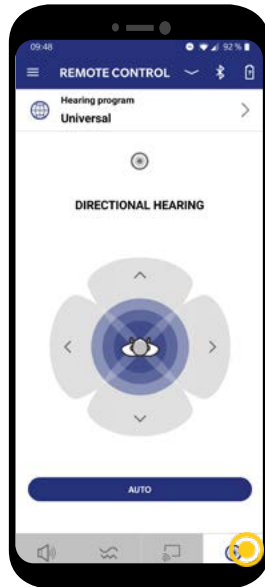 09:48 92 %
REMOTE CONTROL
Hearing program
Universal
DIRECTIONAL HEARING
AUTO